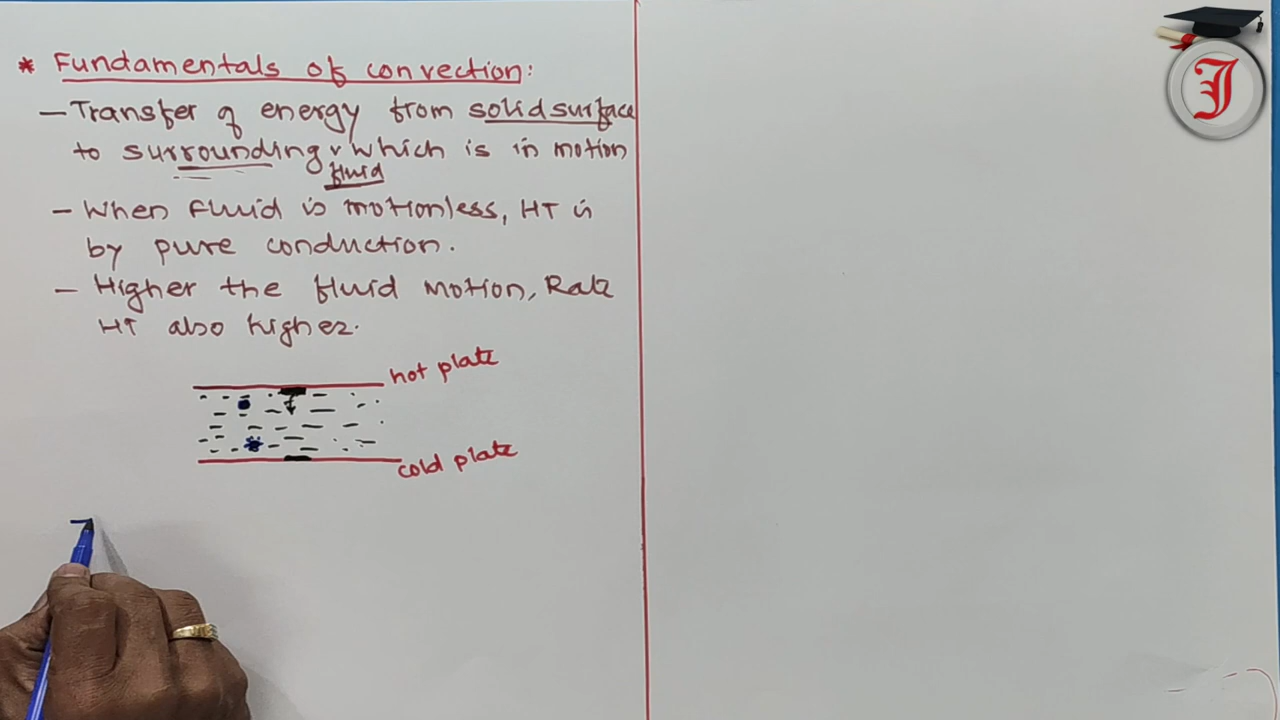 * Fundamentals of convection:
- Transfer of energy from solid surface
to surrounding v which is in motion
fluid
- When Fluid is motionless, HT is
by pure conduction.
- Higher the fluid motion, Rate
HT also higher.
hot plate
cold plate
J